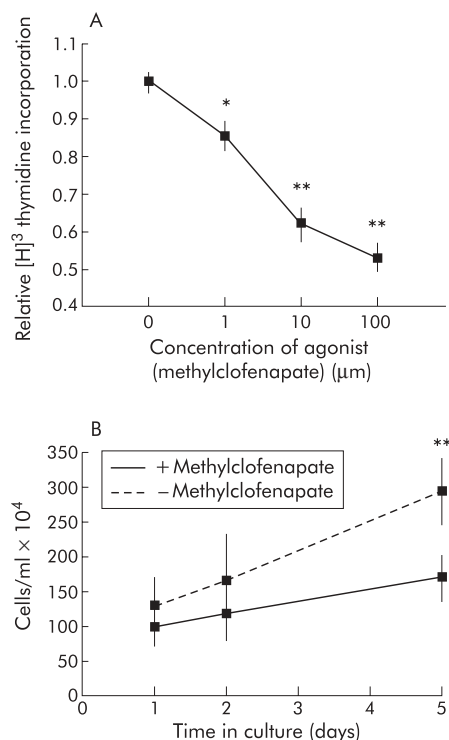 A
1.1
1.0
0.9
0.8
0.7
0.6
0.5
0.4
Relative [H]³ thymidine incorporation
*
**
**
0 1 10 100
Concentration of agonist
(methylclofenapate) (μm)
B
350
300
250
200
150
100
50
0
Cells/ml × 10⁴
+ Methylclofenapate
− Methylclofenapate
**
0 1 2 3 4 5
Time in culture (days)